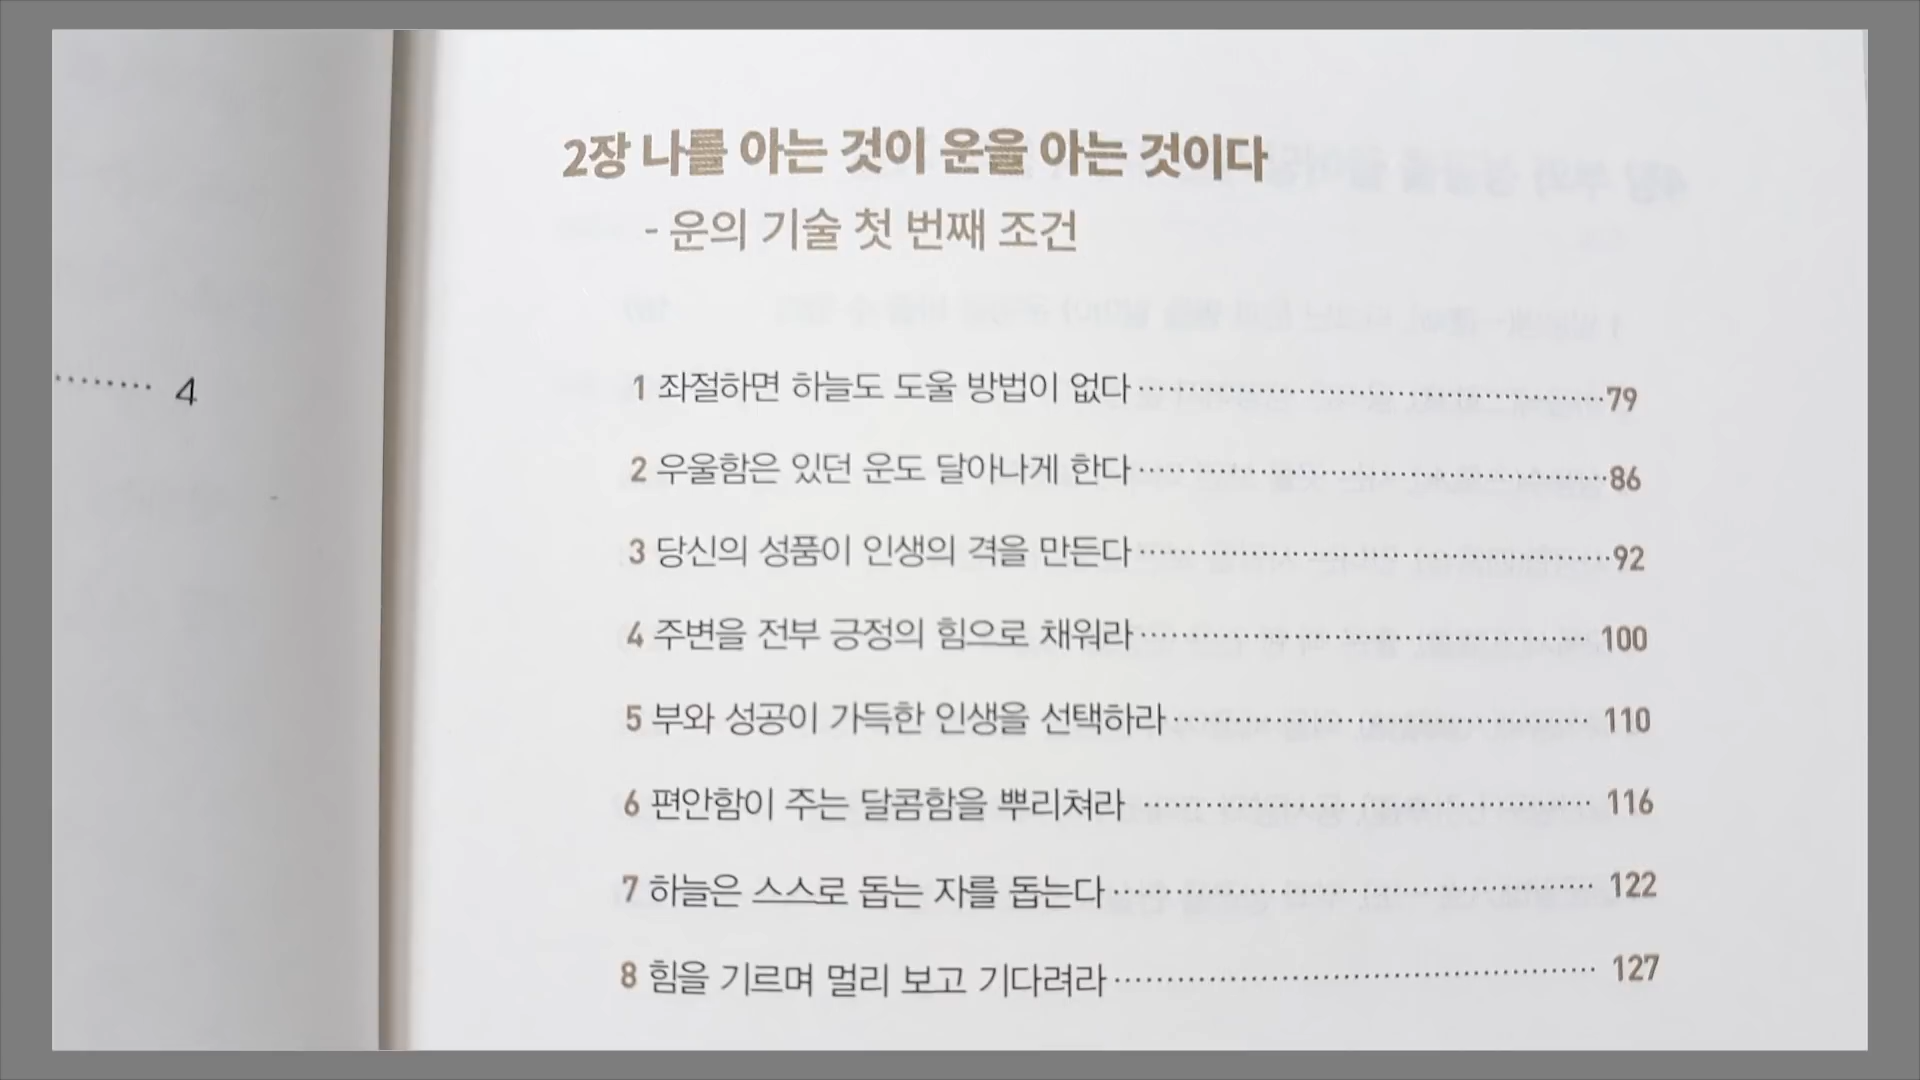 4
2장 나를 아는 것이 운을 아는 것이다
- 운의 기술 첫 번째 조건
1 좌절하면 하늘도 도울 방법이 없다 79
2 우울함은 있던 운도 달아나게 한다 86
3 당신의 성품이 인생의 격을 만든다 92
4 주변을 전부 긍정의 힘으로 채워라 100
5 부와 성공이 가득한 인생을 선택하라 110
6 편안함이 주는 달콤함을 뿌리쳐라 116
7 하늘은 스스로 돕는 자를 돕는다 122
8 힘을 기르며 멀리 보고 기다려라 127